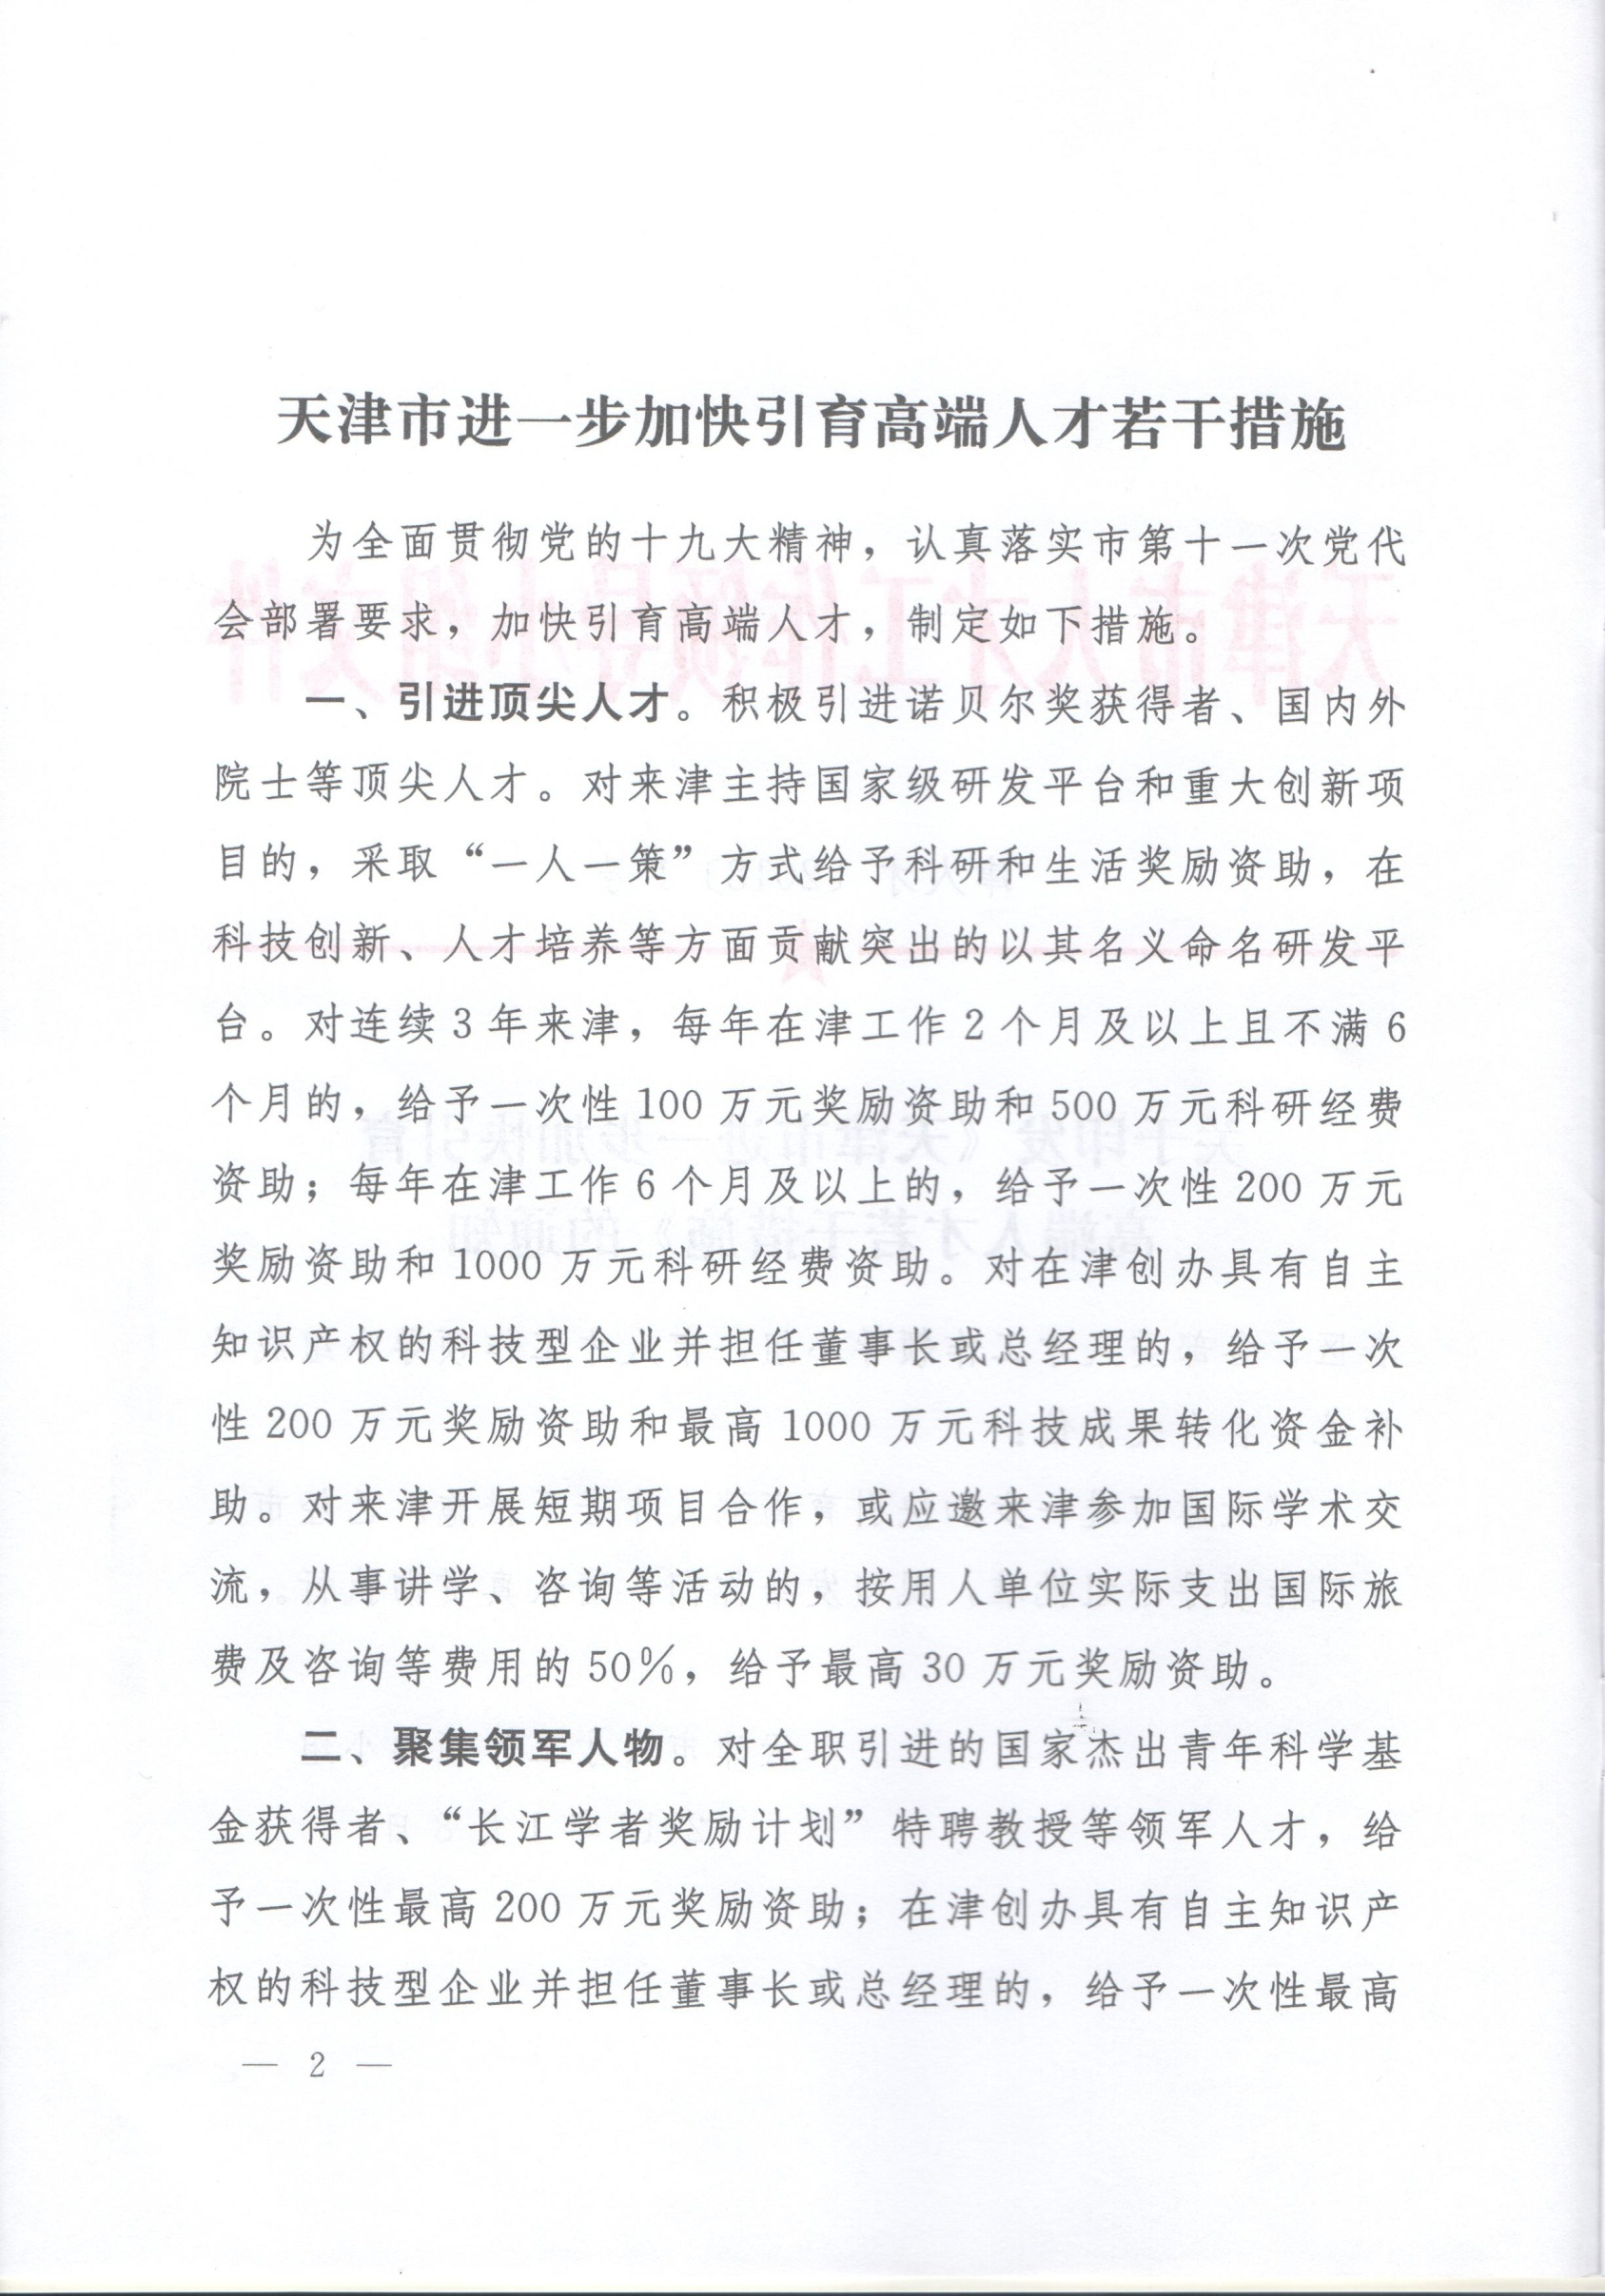 天津市进一步加快引育高端人才若干措施
为全面贯彻党的十九大精神，认真落实市第十一次党代
会部署要求，加快引育高端人才，制定如下措施。
一、引进顶尖人才。积极引进诺贝尔奖获得者、国内外
院士等顶尖人才。对来津主持国家级研发平台和重大创新项
目的，采取“一人一策”方式给予科研和生活奖励资助，在
科技创新、人才培养等方面贡献突出的以其名义命名研发平
台。对连续3年来津，每年在津工作2个月及以上且不满6
个月的，给予一次性100万元奖励资助和500万元科研经费
资助；每年在津工作6个月及以上的，给予一次性200万元
奖励资助和1000万元科研经费资助。对在津创办具有自主
知识产权的科技型企业并担任董事长或总经理的，给予一次
性200万元奖励资助和最高1000万元科技成果转化资金补
助。对来津开展短期项目合作，或应邀来津参加国际学术交
流，从事讲学、咨询等活动的，按用人单位实际支出国际旅
费及咨询等费用的50%，给予最高30万元奖励资助。
二、聚集领军人物。对全职引进的国家杰出青年科学基
金获得者、“长江学者奖励计划”特聘教授等领军人才，给
予一次性最高200万元奖励资助；在津创办具有自主知识产
权的科技型企业并担任董事长或总经理的，给予一次性最高
— 2 —